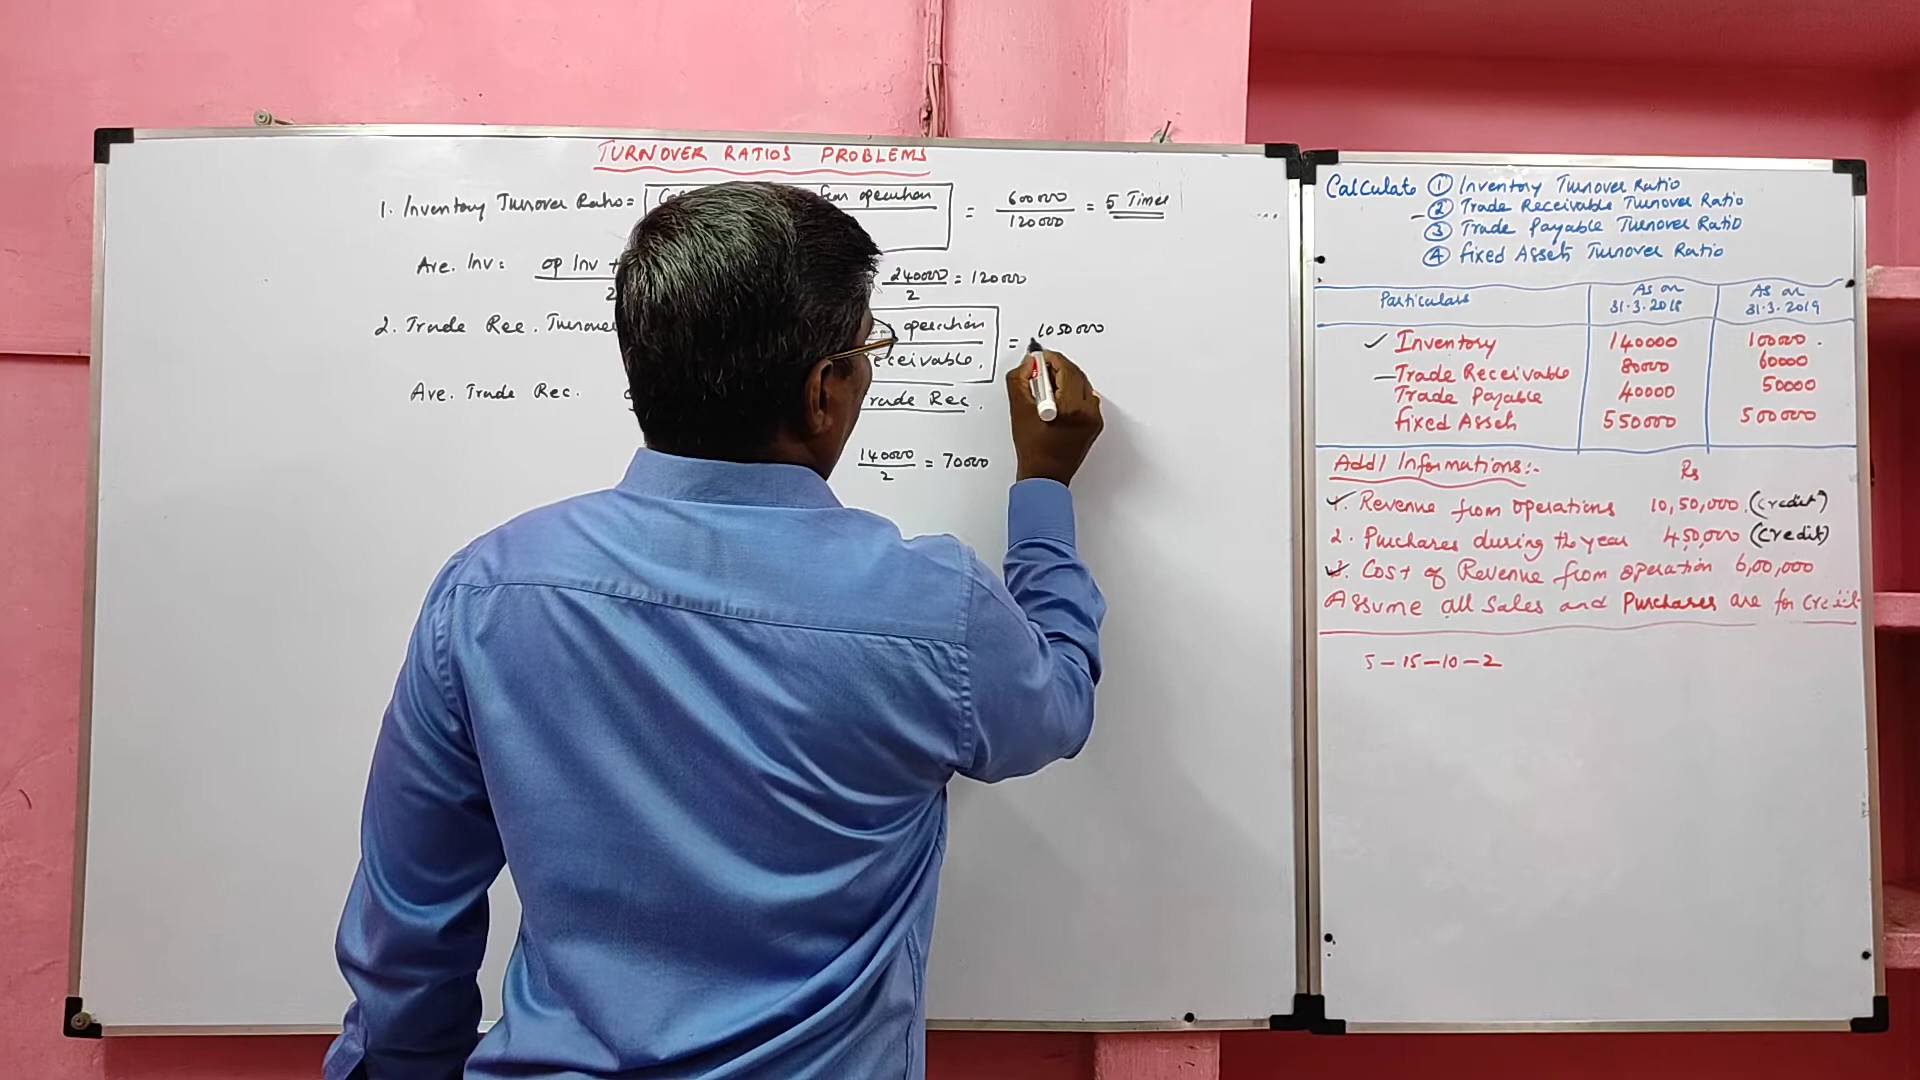 TURNOVER RATIOS PROBLEMS
1. Inventory Turnover Ratio = operation = 600000 / 120000 = 5 Times
Ave. Inv = op Inv + / 2 240000 / 2 = 120000
2. Trade Rec. Turnover operation = 1050000
eceivable.
Ave. Trade Rec. rade Rec.
140000 / 2 = 70000
Calculate ① Inventory Turnover Ratio
② Trade Receivable Turnover Ratio
③ Trade Payable Turnover Ratio
④ Fixed Assets Turnover Ratio
Particulars As on 31.3.2018 As on 31.3.2019
✓ Inventory 140000 100000
Trade Receivable 80000 60000
Trade Payable 40000 50000
Fixed Assets 550000 500000
Addl Informations:- Rs
1. Revenue from operations 10,50,000 (Credit)
2. Purchases during the year 4,50,000 (Credit)
3. Cost of Revenue from operation 6,00,000
Assume all Sales and Purchases are for Credit
5 – 15 – 10 – 2